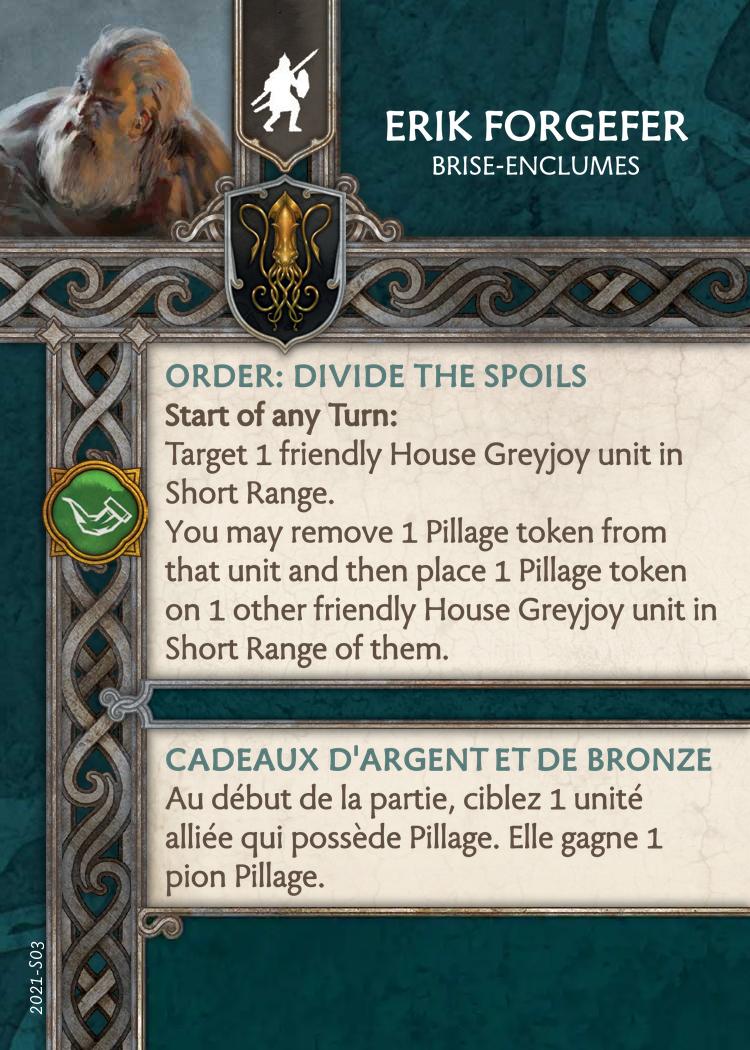 ERIK FORGEFER
BRISE-ENCLUMES
ORDER: DIVIDE THE SPOILS
Start of any Turn:
Target 1 friendly House Greyjoy unit in
Short Range.
You may remove 1 Pillage token from
that unit and then place 1 Pillage token
on 1 other friendly House Greyjoy unit in
Short Range of them.
CADEAUX D'ARGENT ET DE BRONZE
Au début de la partie, ciblez 1 unité
alliée qui possède Pillage. Elle gagne 1
pion Pillage.
2021-S03